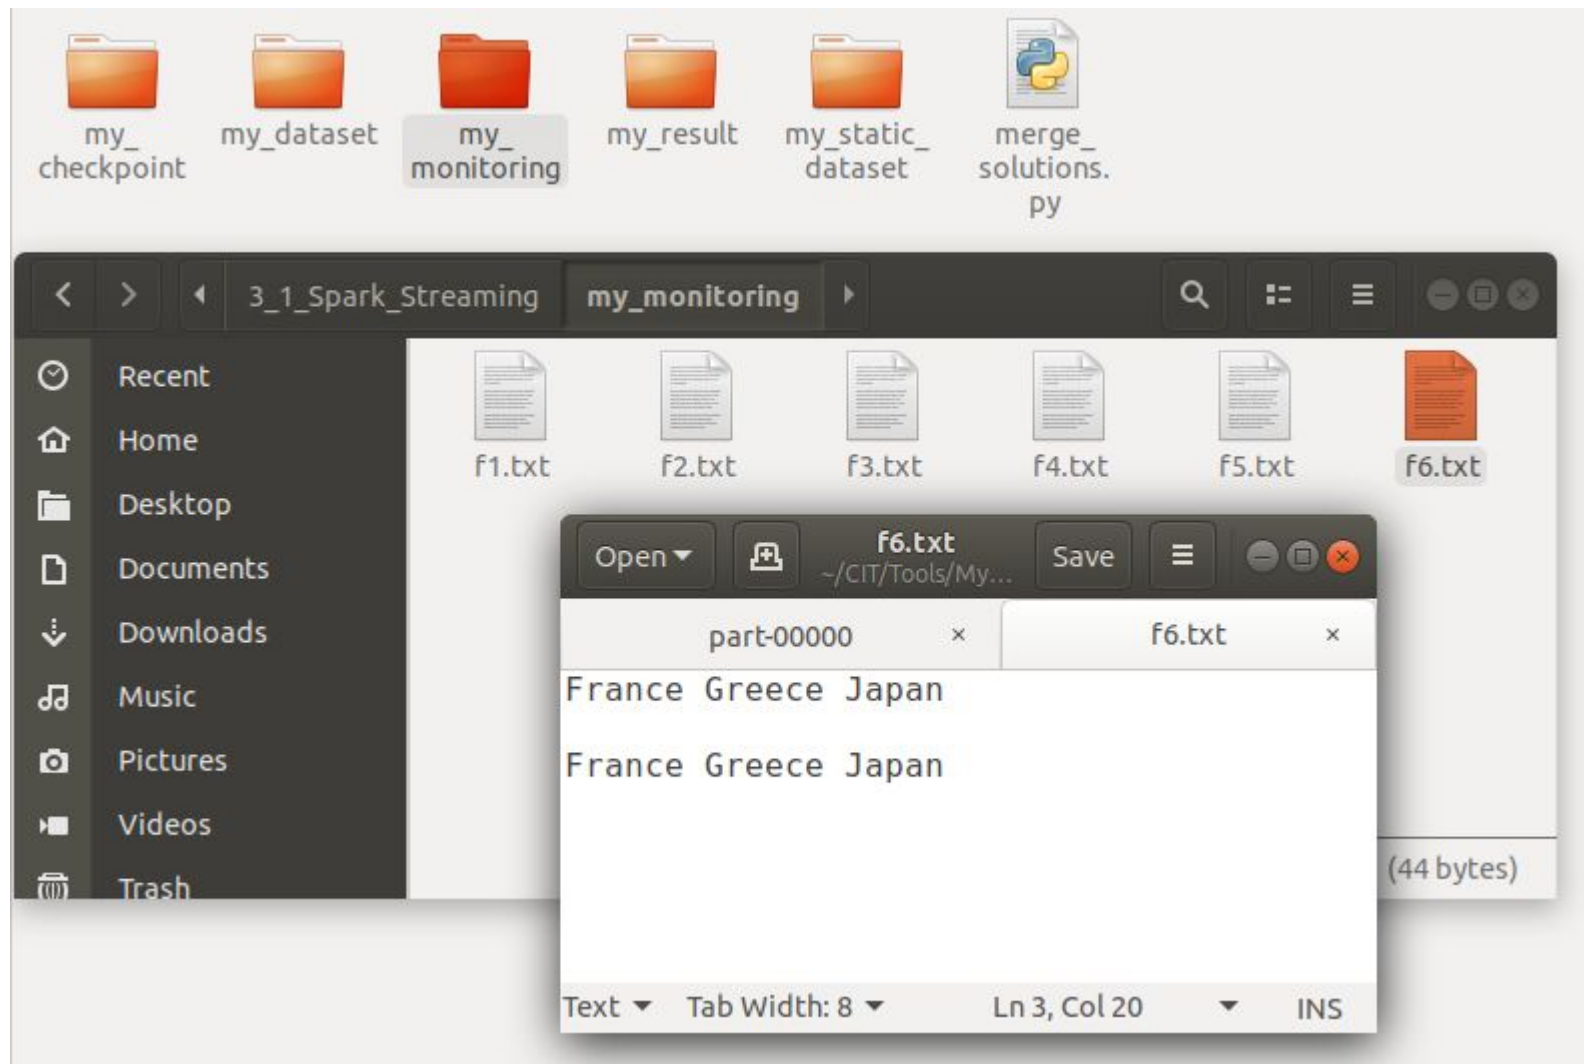 my_
checkpoint
my_dataset
my_
monitoring
my_result
my_static_
dataset
merge_
solutions.
py
3_1_Spark_Streaming
my_monitoring
Recent
Home
Desktop
Documents
Downloads
Music
Pictures
Videos
Trash
f1.txt
f2.txt
f3.txt
f4.txt
f5.txt
f6.txt
(44 bytes)
Open
f6.txt
~/CIT/Tools/My...
Save
part-00000 ×
f6.txt ×
France Greece Japan
France Greece Japan
Text
Tab Width: 8
Ln 3, Col 20
INS